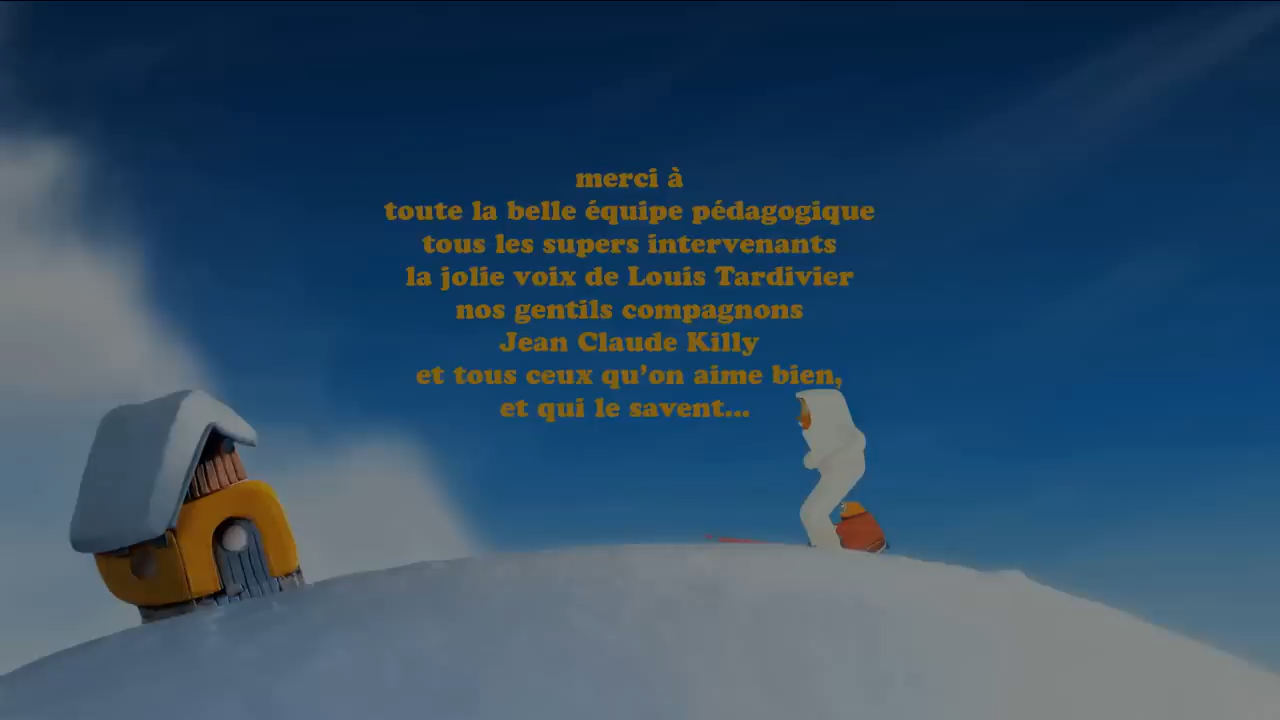 merci à
toute la belle équipe pédagogique
tous les supers intervenants
la jolie voix de Louis Tardivier
nos gentils compagnons
Jean Claude Killy
et tous ceux qu'on aime bien,
et qui le savent...